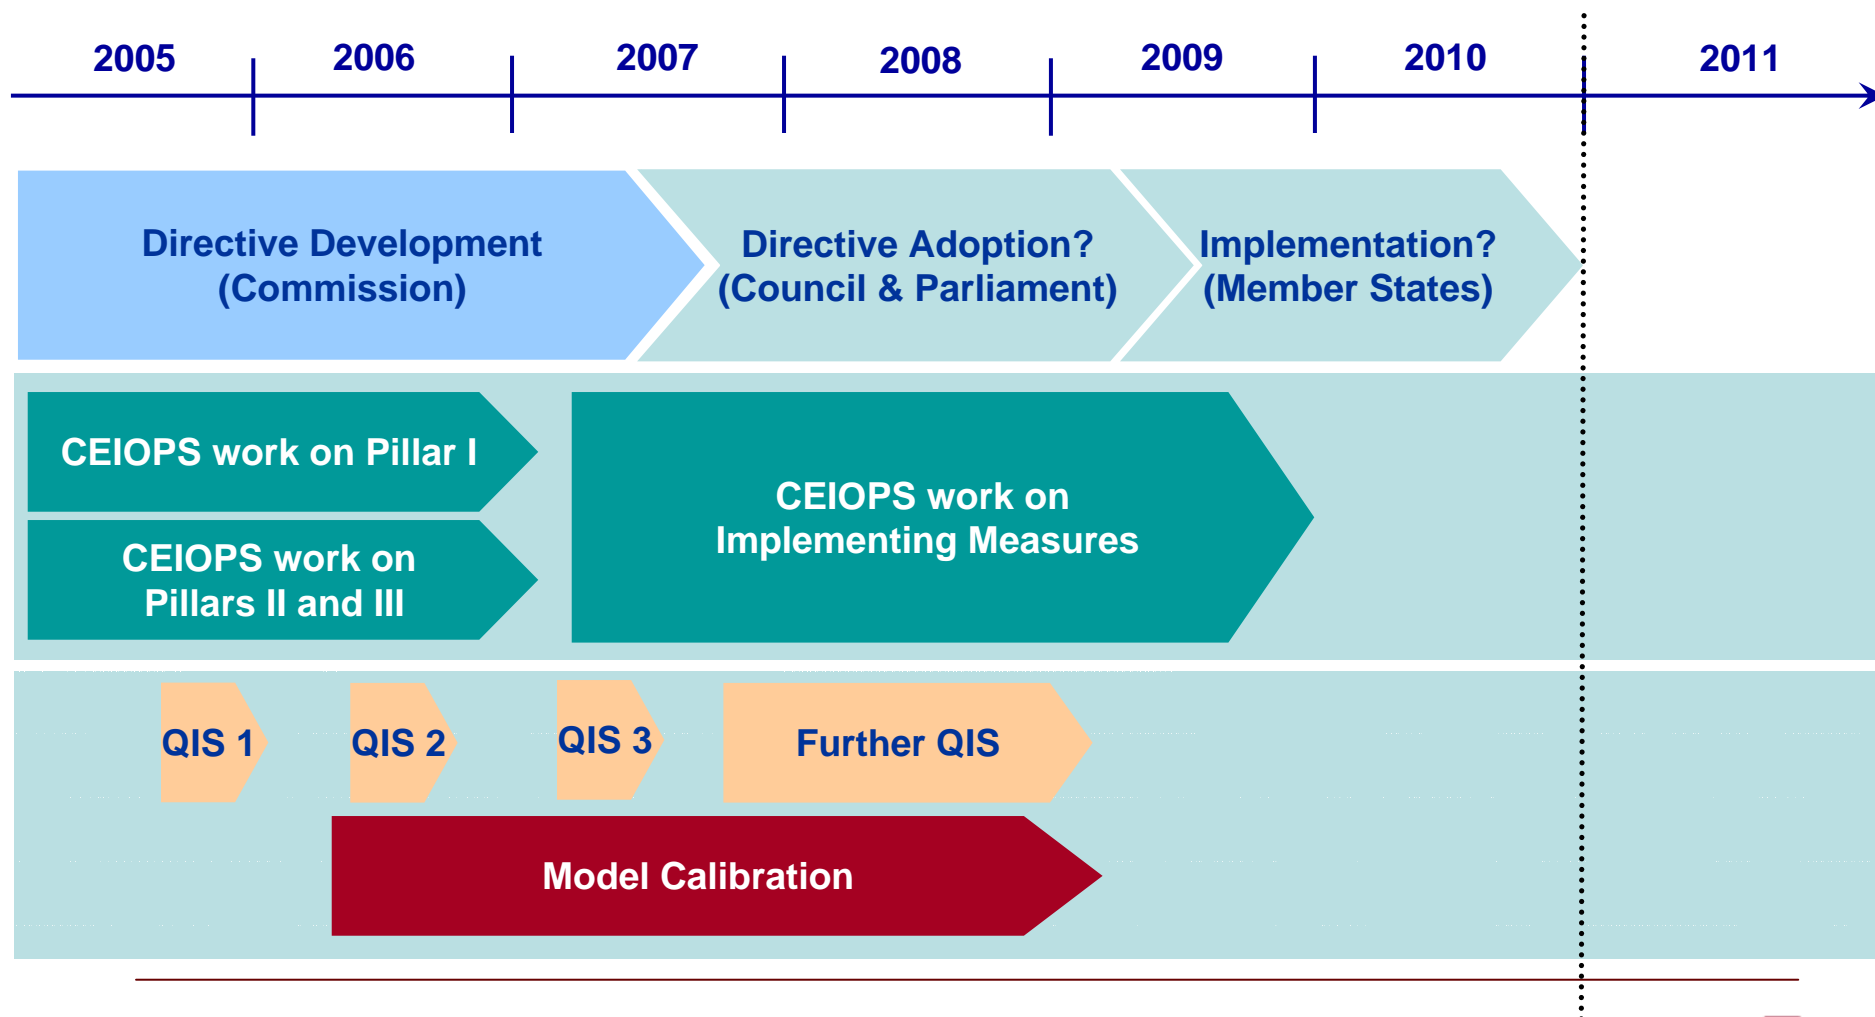 2005 2006 2007 2008 2009 2010 2011
Directive Development
(Commission)
Directive Adoption?
(Council & Parliament)
Implementation?
(Member States)
CEIOPS work on Pillar I
CEIOPS work on
Pillars II and III
CEIOPS work on
Implementing Measures
QIS 1
QIS 2
QIS 3
Further QIS
Model Calibration